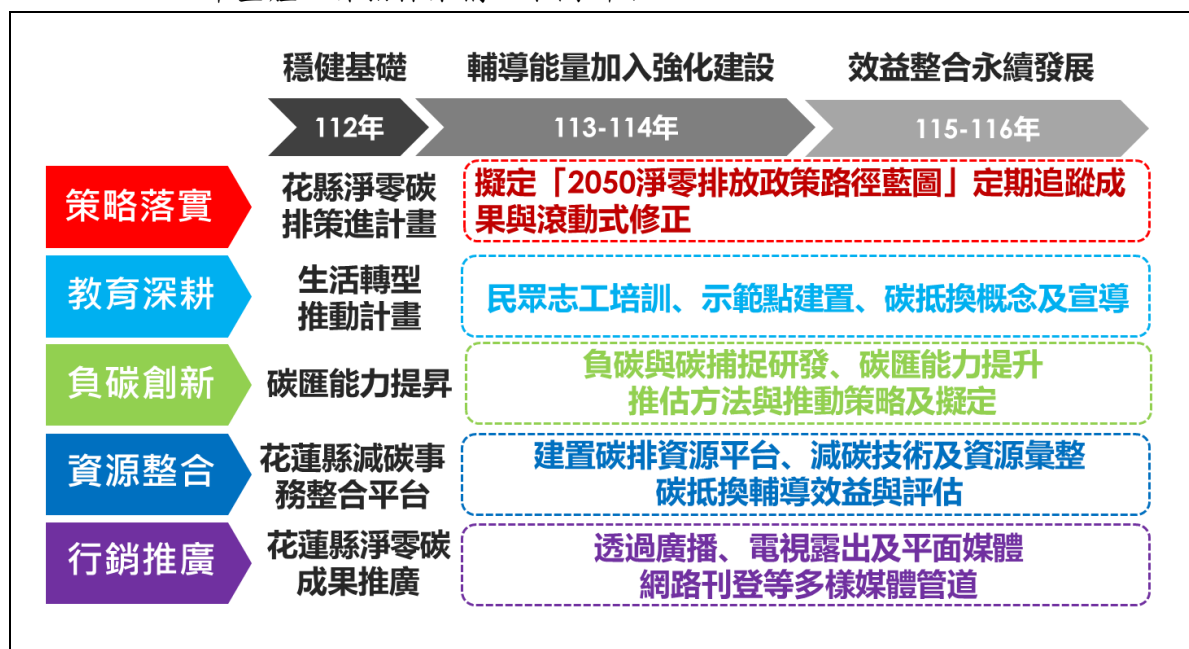 穩健基礎 輔導能量加入強化建設 效益整合永續發展
112年 113-114年 115-116年
策略落實
花縣淨零碳
排策進計畫
擬定「2050淨零排放政策路徑藍圖」定期追蹤成
果與滾動式修正
教育深耕
生活轉型
推動計畫
民眾志工培訓、示範點建置、碳抵換概念及宣導
負碳創新
碳匯能力提昇
負碳與碳捕捉研發、碳匯能力提升
推估方法與推動策略及擬定
資源整合
花蓮縣減碳事
務整合平台
建置碳排資源平台、減碳技術及資源彙整
碳抵換輔導效益與評估
行銷推廣
花蓮縣淨零碳
成果推廣
透過廣播、電視露出及平面媒體
網路刊登等多樣媒體管道